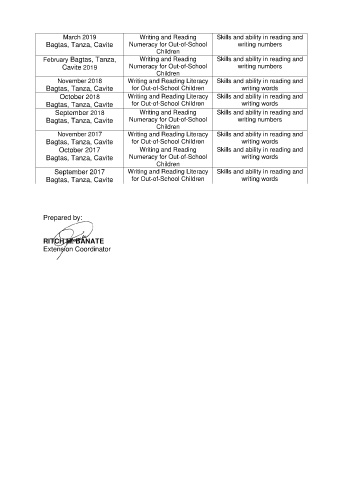 March 2019
Bagtas, Tanza, Cavite
Writing and Reading
Numeracy for Out-of-School
Children
Skills and ability in reading and
writing numbers
February Bagtas, Tanza,
Cavite 2019
Writing and Reading
Numeracy for Out-of-School
Children
Skills and ability in reading and
writing numbers
November 2018
Bagtas, Tanza, Cavite
Writing and Reading Literacy
for Out-of-School Children
Skills and ability in reading and
writing words
October 2018
Bagtas, Tanza, Cavite
Writing and Reading Literacy
for Out-of-School Children
Skills and ability in reading and
writing words
September 2018
Bagtas, Tanza, Cavite
Writing and Reading
Numeracy for Out-of-School
Children
Skills and ability in reading and
writing numbers
November 2017
Bagtas, Tanza, Cavite
Writing and Reading Literacy
for Out-of-School Children
Skills and ability in reading and
writing words
October 2017
Bagtas, Tanza, Cavite
Writing and Reading
Numeracy for Out-of-School
Children
Skills and ability in reading and
writing words
September 2017
Bagtas, Tanza, Cavite
Writing and Reading Literacy
for Out-of-School Children
Skills and ability in reading and
writing words
Prepared by:
RITCH M. BANATE
Extension Coordinator